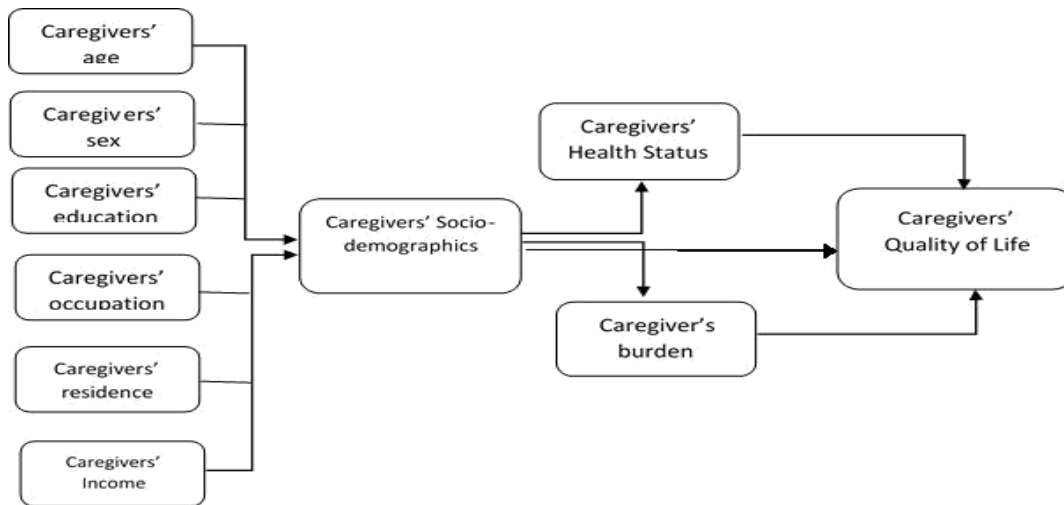 Caregivers'
age
Caregivers'
sex
Caregivers'
education
Caregivers'
occupation
Caregivers'
residence
Caregivers'
Income
Caregivers' Socio-
demographics
Caregivers'
Health Status
Caregiver's
burden
Caregivers'
Quality of Life